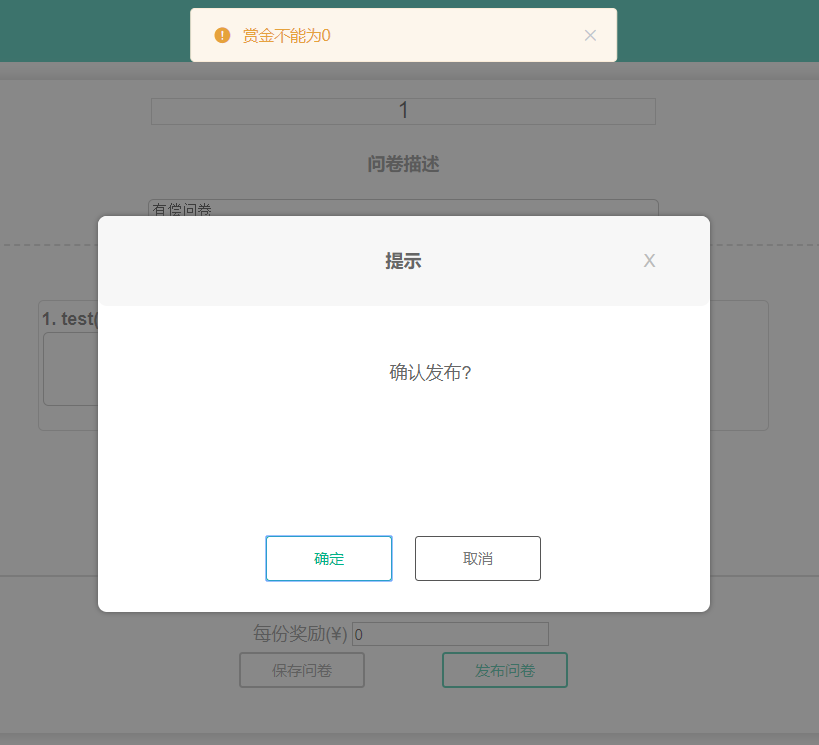 赏金不能为0
1
问卷描述
有偿问卷
提示
X
1. test(
确认发布?
确定
取消
每份奖励(¥) 0
保存问卷
发布问卷